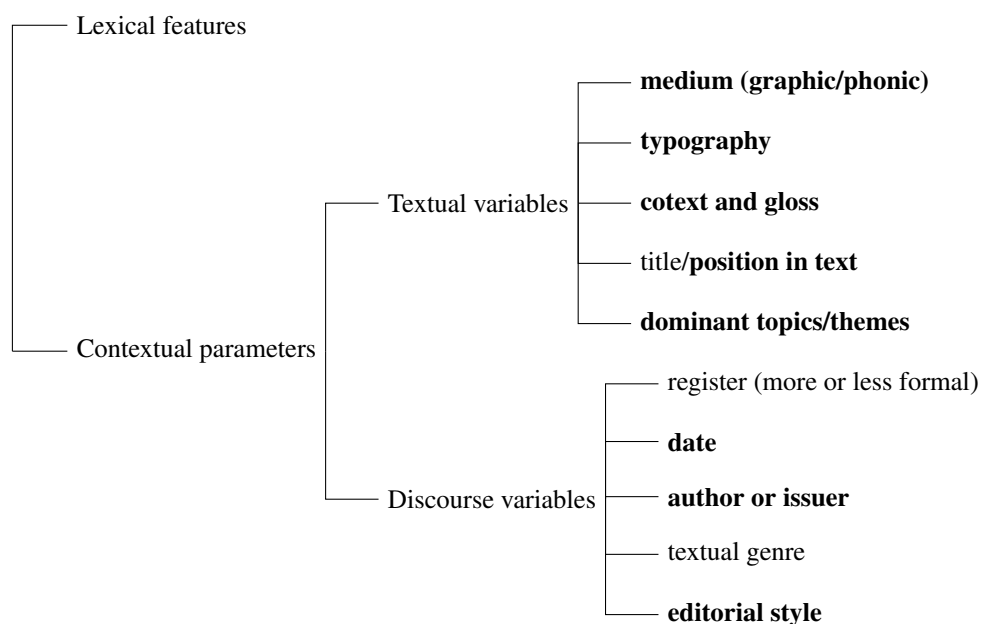 Lexical features
Contextual parameters
Textual variables
medium (graphic/phonic)
typography
cotext and gloss
title/position in text
dominant topics/themes
Discourse variables
register (more or less formal)
date
author or issuer
textual genre
editorial style